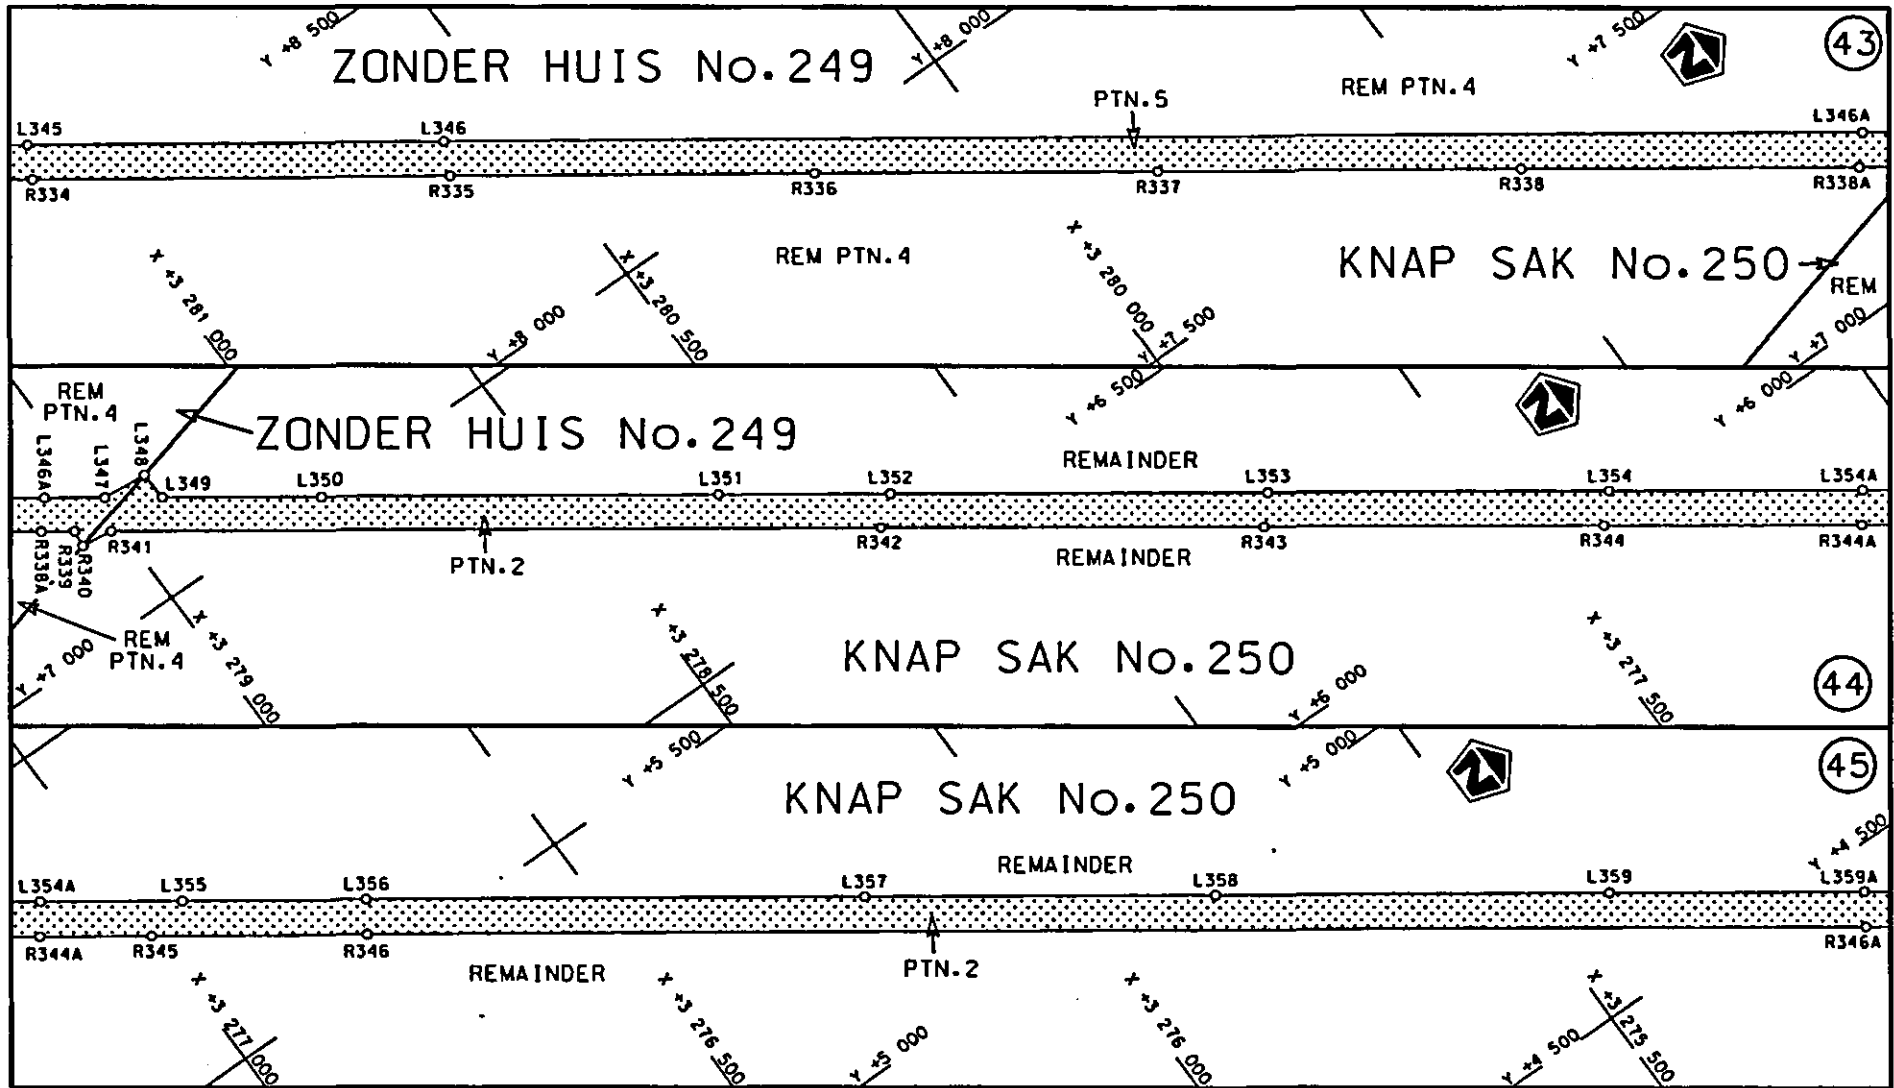 Y +8 500
Y +8 000
Y +7 500
43
ZONDER HUIS No.249
REM PTN.4
PTN.5
L345
L346
L346A
R334
R335
R336
R337
R338
R338A
X +3 281 000
X +3 280 500
REM PTN.4
X +3 280 000
KNAP SAK No.250
REM
Y +8 000
Y +7 500
Y +7 000
REM
PTN.4
ZONDER HUIS No.249
Y +6 500
Y +6 000
REMAINDER
L346A
L347
L348
L349
L350
L351
L352
L353
L354
L354A
R338A
R339
R340
R341
R342
R343
R344
R344A
PTN.2
REMAINDER
REM
PTN.4
Y +7 000
X +3 279 000
X +3 278 500
KNAP SAK No.250
Y +6 000
X +3 277 500
44
Y +5 500
Y +5 000
45
KNAP SAK No.250
Y +4 500
REMAINDER
L354A
L355
L356
L357
L358
L359
L359A
R344A
R345
R346
R346A
REMAINDER
PTN.2
X +3 277 000
X +3 276 500
Y +5 000
X +3 276 000
Y +4 500
X +3 275 500